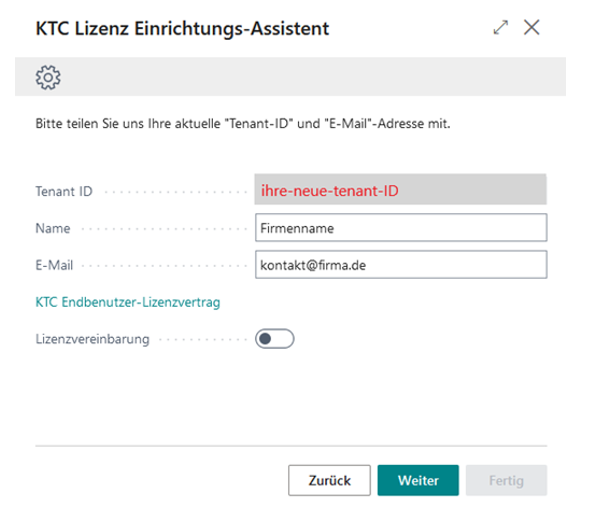 KTC Lizenz Einrichtungs-Assistent
Bitte teilen Sie uns Ihre aktuelle "Tenant-ID" und "E-Mail"-Adresse mit.
Tenant ID ihre-neue-tenant-ID
Name Firmenname
E-Mail kontakt@firma.de
KTC Endbenutzer-Lizenzvertrag
Lizenzvereinbarung
Zurück Weiter Fertig